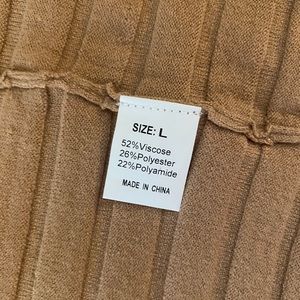 SIZE: L
52%Viscose
26%Polyester
22%Polyamide
MADE IN CHINA